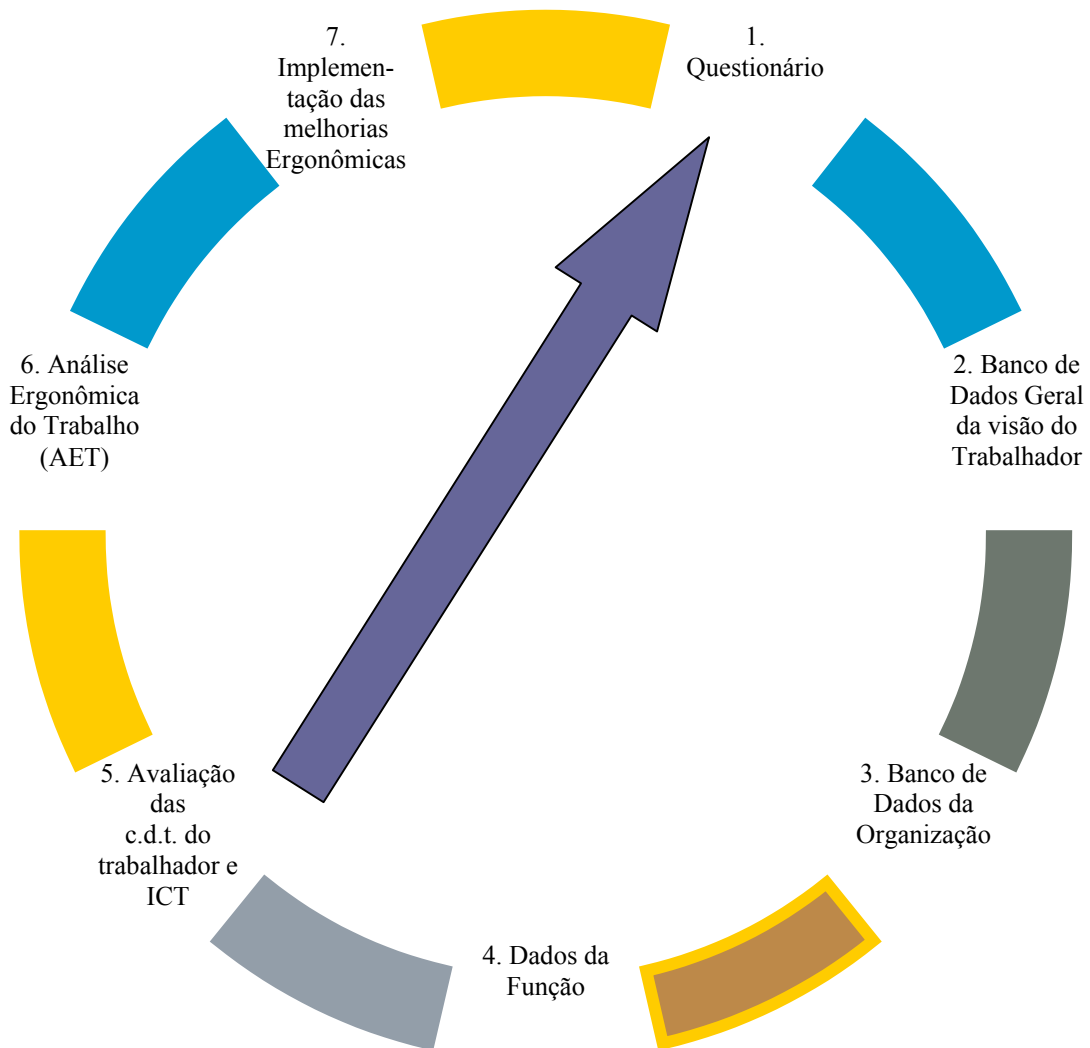 1.
Questionário
2. Banco de
Dados Geral
da visão do
Trabalhador
3. Banco de
Dados da
Organização
4. Dados da
Função
5. Avaliação
das
c.d.t. do
trabalhador e
ICT
6. Análise
Ergonômica
do Trabalho
(AET)
7.
Implemen-
tação das
melhorias
Ergonômicas